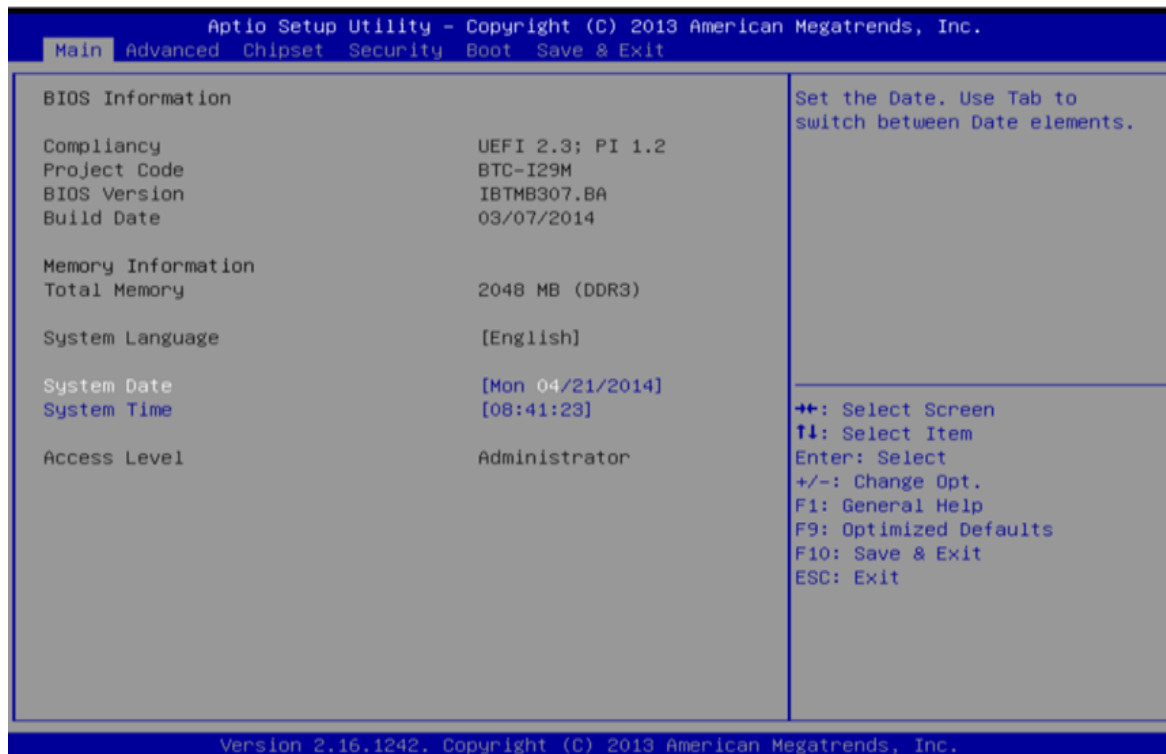 Aptio Setup Utility - Copyright (C) 2013 American Megatrends, Inc.
Main Advanced Chipset Security Boot Save & Exit
BIOS Information
Compliancy UEFI 2.3; PI 1.2
Project Code BTC-I29M
BIOS Version IBTMB307.BA
Build Date 03/07/2014
Memory Information
Total Memory 2048 MB (DDR3)
System Language [English]
System Date [Mon 04/21/2014]
System Time [08:41:23]
Access Level Administrator
Set the Date. Use Tab to
switch between Date elements.
→←: Select Screen
↑↓: Select Item
Enter: Select
+/-: Change Opt.
F1: General Help
F9: Optimized Defaults
F10: Save & Exit
ESC: Exit
Version 2.16.1242. Copyright (C) 2013 American Megatrends, Inc.